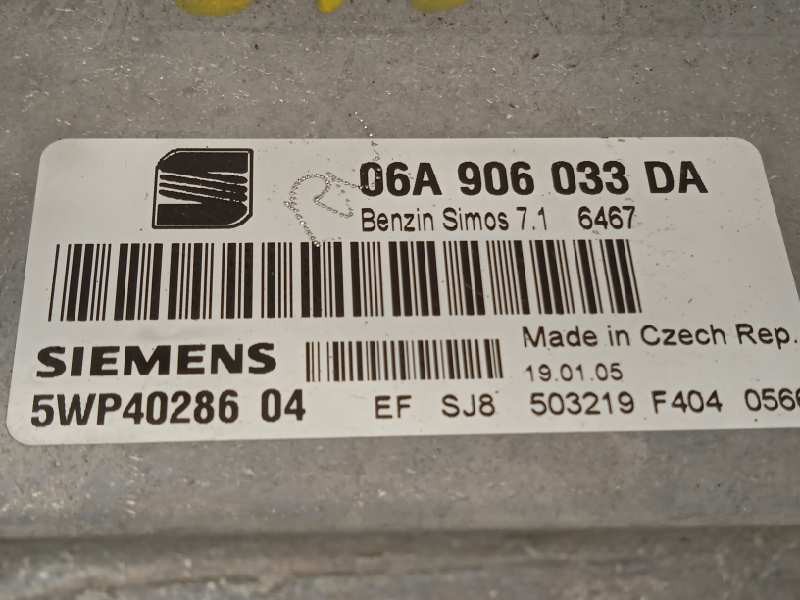 06A 906 033 DA
Benzin Simos 7.1 6467
SIEMENS
Made in Czech Rep.
19.01.05
5WP40286 04
EF SJ8 503219 F404 0566